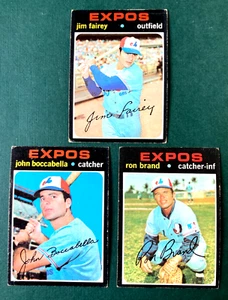 EXPOS
jim fairey • outfield
Jim Fairey
EXPOS
john boccabella • catcher
John Boccabella
EXPOS
ron brand • catcher-inf
Ron Brand